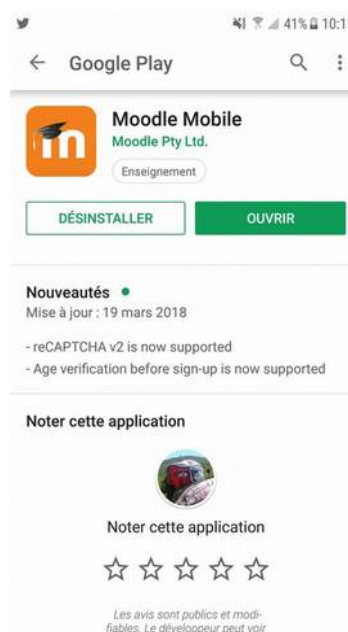 41% 10:1
Google Play
m
Moodle Mobile
Moodle Pty Ltd.
Enseignement
DÉSINSTALLER OUVRIR
Nouveautés
Mise à jour : 19 mars 2018
- reCAPTCHA v2 is now supported
- Age verification before sign-up is now supported
Noter cette application
Noter cette application
Les avis sont publics et modi-
fiables. Le développeur peut voir